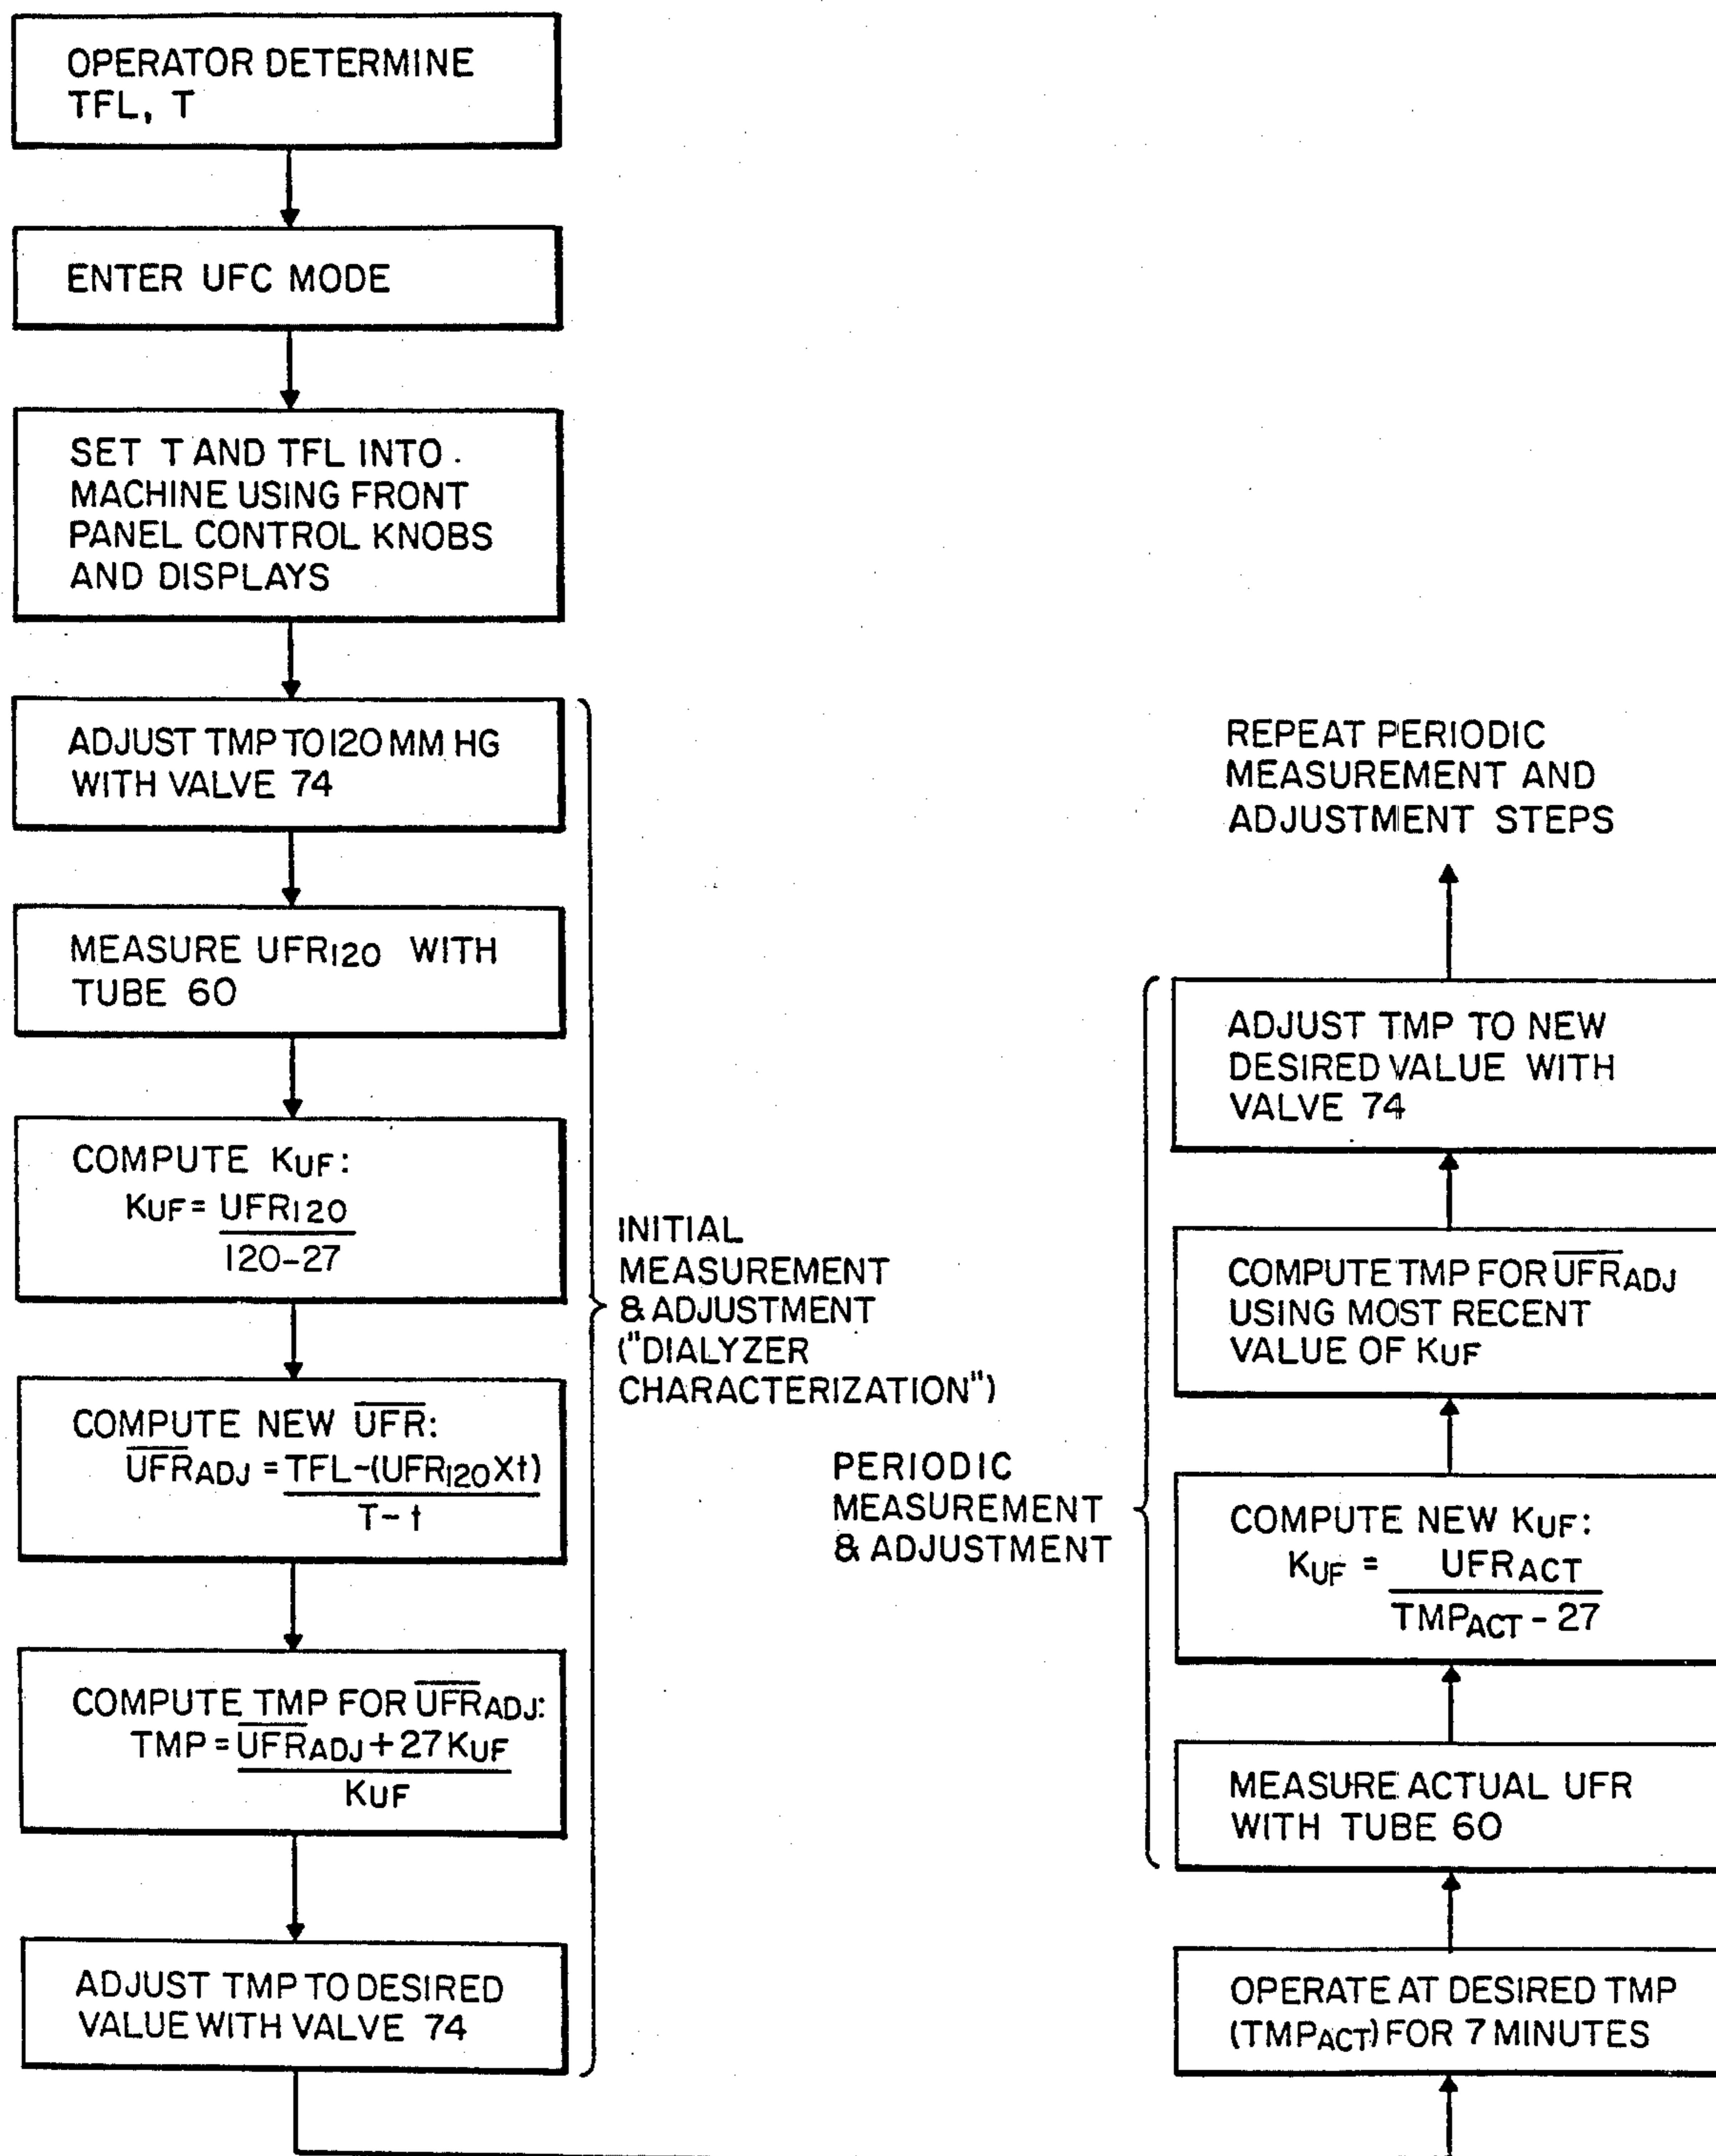 OPERATOR DETERMINE
TFL, T
ENTER UFC MODE
SET T AND TFL INTO
MACHINE USING FRONT
PANEL CONTROL KNOBS
AND DISPLAYS
ADJUST TMP TO 120 MM HG
WITH VALVE 74
MEASURE UFR120 WITH
TUBE 60
COMPUTE KUF:
KUF = UFR120
120-27
COMPUTE NEW U̅F̅R̅:
U̅F̅R̅ADJ = TFL-(UFR120Xt)
T-t
COMPUTE TMP FOR U̅F̅R̅ADJ:
TMP = U̅F̅R̅ADJ + 27 KUF
KUF
ADJUST TMP TO DESIRED
VALUE WITH VALVE 74
INITIAL
MEASUREMENT
& ADJUSTMENT
("DIALYZER
CHARACTERIZATION")
OPERATE AT DESIRED TMP
(TMPACT) FOR 7 MINUTES
MEASURE ACTUAL UFR
WITH TUBE 60
COMPUTE NEW KUF:
KUF = UFRACT
TMPACT - 27
COMPUTE TMP FOR U̅F̅R̅ADJ
USING MOST RECENT
VALUE OF KUF
ADJUST TMP TO NEW
DESIRED VALUE WITH
VALVE 74
PERIODIC
MEASUREMENT
& ADJUSTMENT
REPEAT PERIODIC
MEASUREMENT AND
ADJUSTMENT STEPS